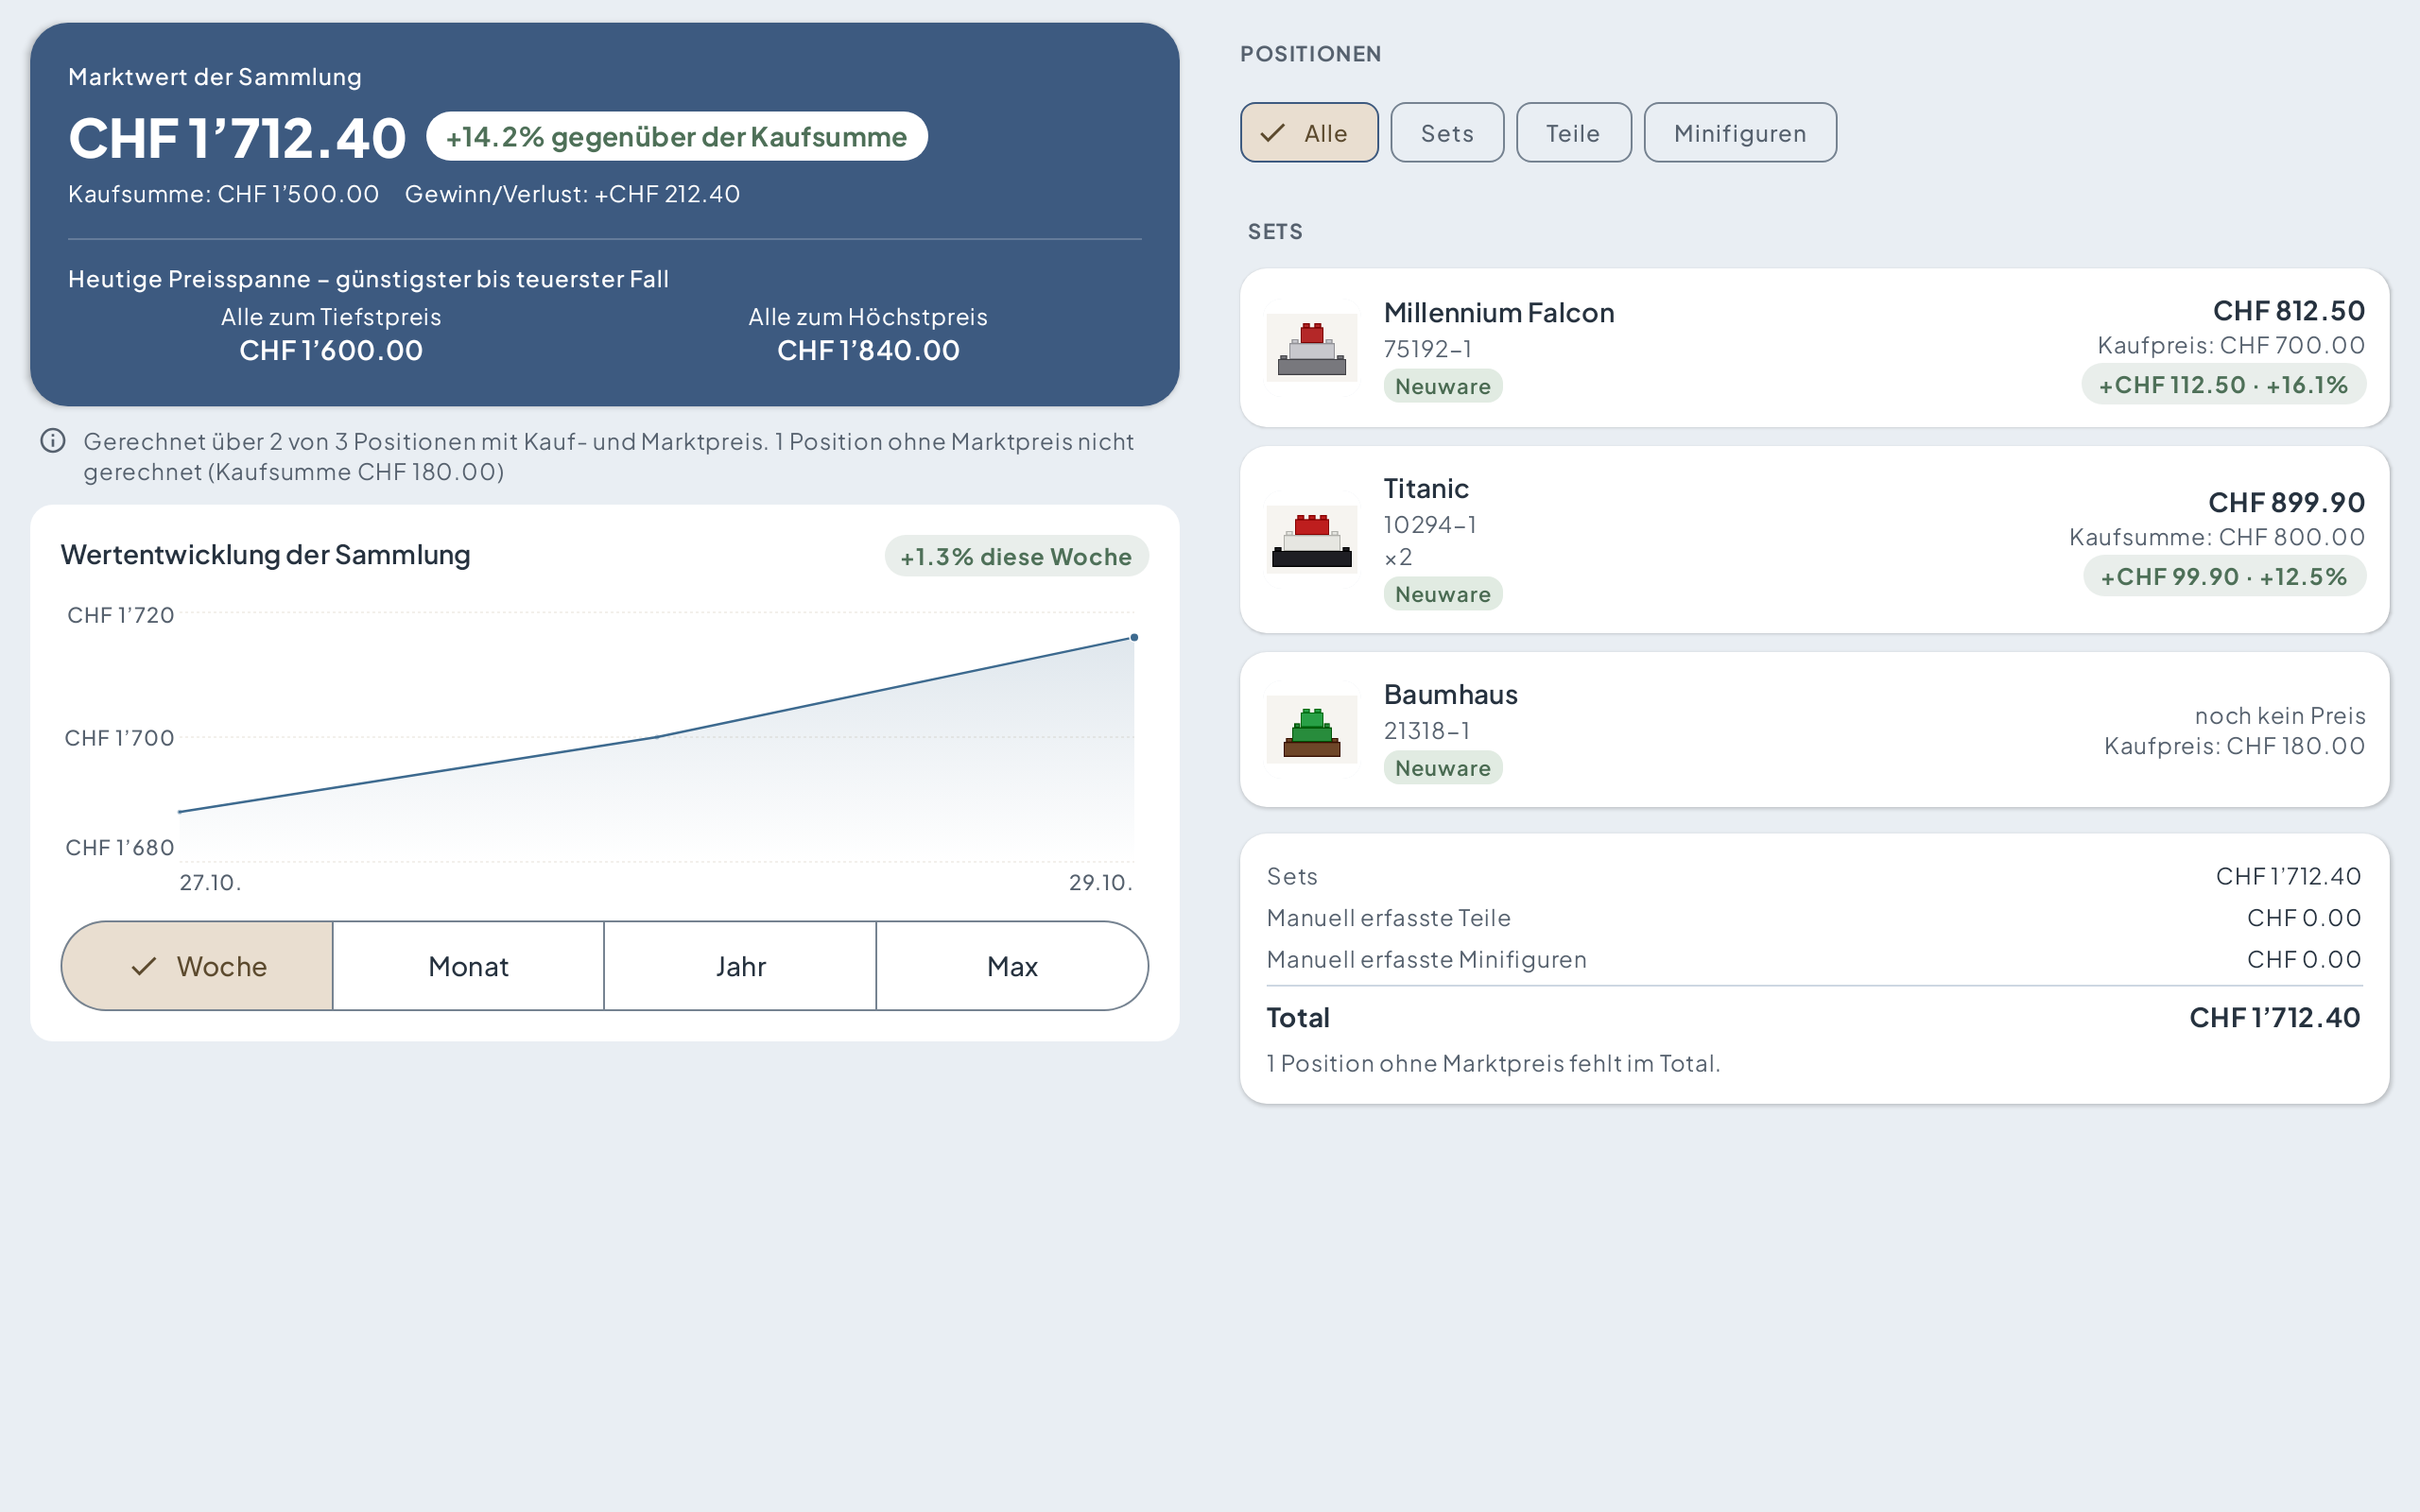 Marktwert der Sammlung
CHF 1’712.40 +14.2% gegenüber der Kaufsumme
Kaufsumme: CHF 1’500.00 Gewinn/Verlust: +CHF 212.40
Heutige Preisspanne – günstigster bis teuerster Fall
Alle zum Tiefstpreis Alle zum Höchstpreis
CHF 1’600.00 CHF 1’840.00
Gerechnet über 2 von 3 Positionen mit Kauf- und Marktpreis. 1 Position ohne Marktpreis nicht
gerechnet (Kaufsumme CHF 180.00)
Wertentwicklung der Sammlung +1.3% diese Woche
CHF 1’720
CHF 1’700
CHF 1’680
27.10. 29.10.
Woche Monat Jahr Max
POSITIONEN
Alle Sets Teile Minifiguren
SETS
Millennium Falcon
75192-1
Neuware
CHF 812.50
Kaufpreis: CHF 700.00
+CHF 112.50 · +16.1%
Titanic
10294-1
×2
Neuware
CHF 899.90
Kaufsumme: CHF 800.00
+CHF 99.90 · +12.5%
Baumhaus
21318-1
Neuware
noch kein Preis
Kaufpreis: CHF 180.00
Sets CHF 1’712.40
Manuell erfasste Teile CHF 0.00
Manuell erfasste Minifiguren CHF 0.00
Total CHF 1’712.40
1 Position ohne Marktpreis fehlt im Total.